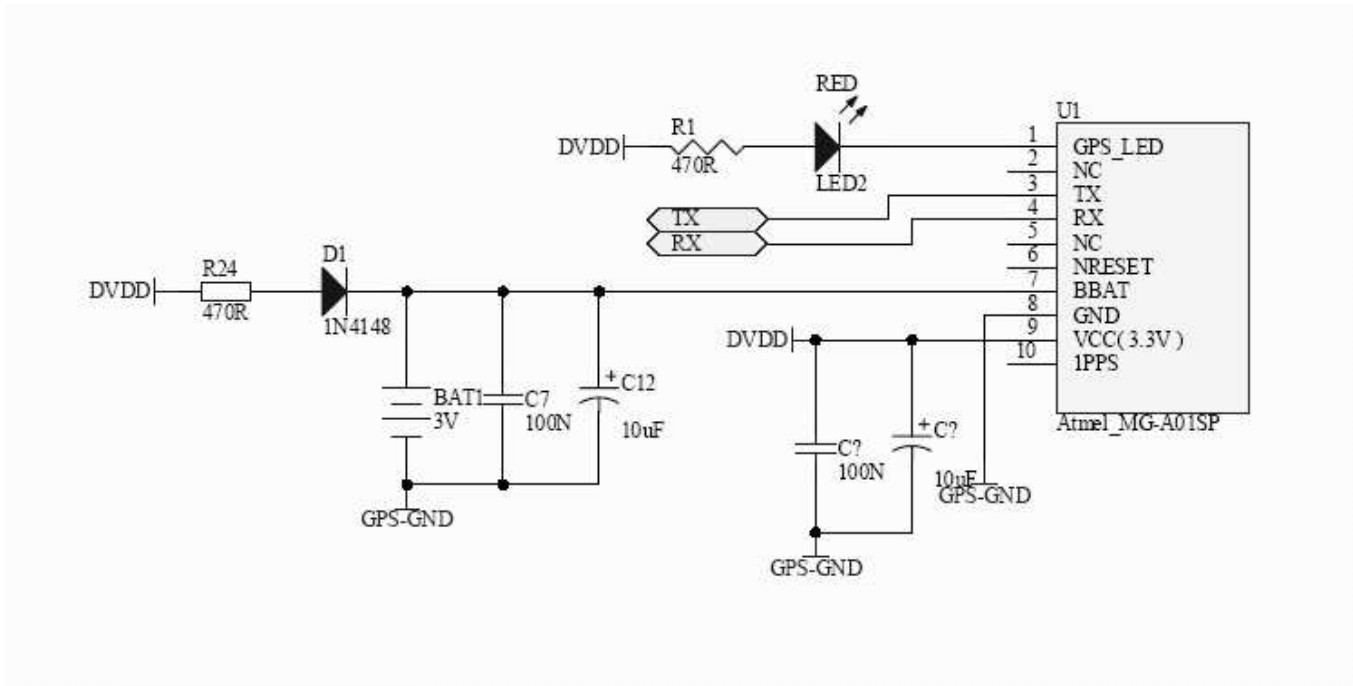 RED
U1
R1
DVDD
470R
LED2
1
GPS_LED
2
NC
3
TX
4
RX
5
NC
6
NRESET
7
BBAT
8
GND
9
VCC( 3.3V )
10
1PPS
Atmel_MG-A01SP
TX
RX
R24
D1
DVDD
470R
1N4148
BAT1
3V
C7
100N
+
C12
10uF
GPS-GND
DVDD
C?
100N
+
C?
10uF
GPS-GND
GPS-GND